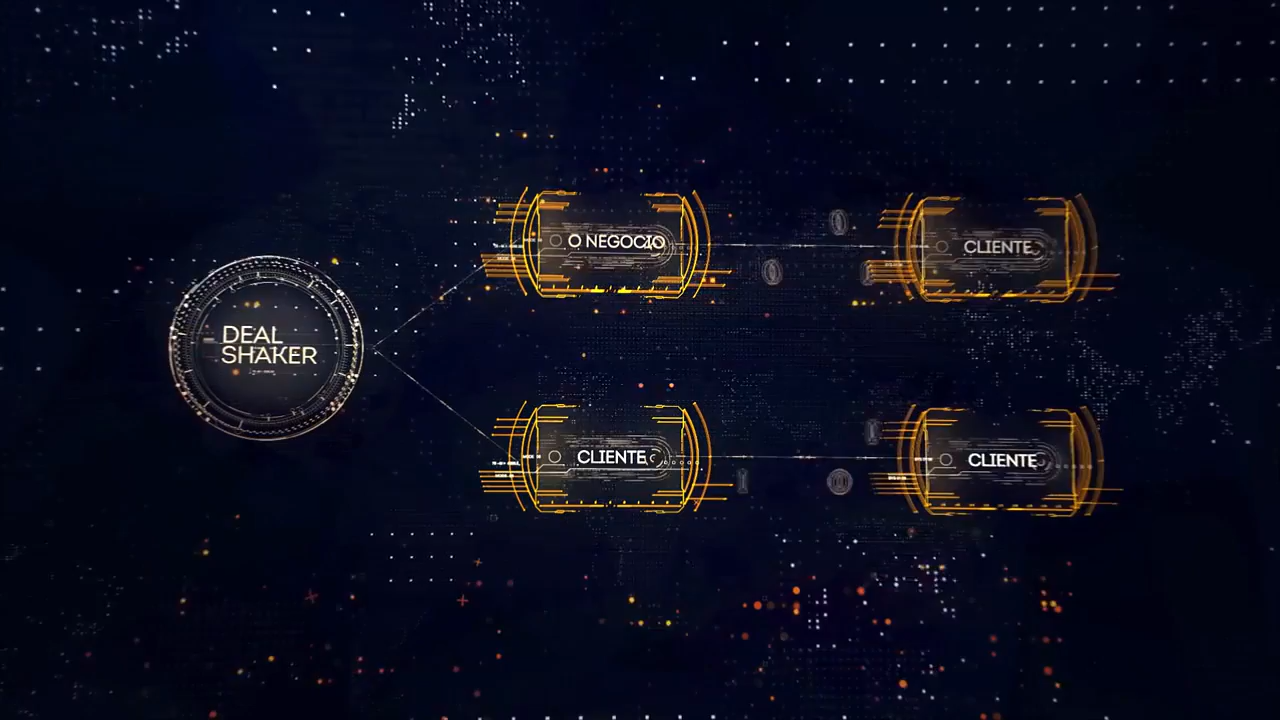 DEAL
SHAKER
O NEGOCIO
CLIENTE
CLIENTE
CLIENTE